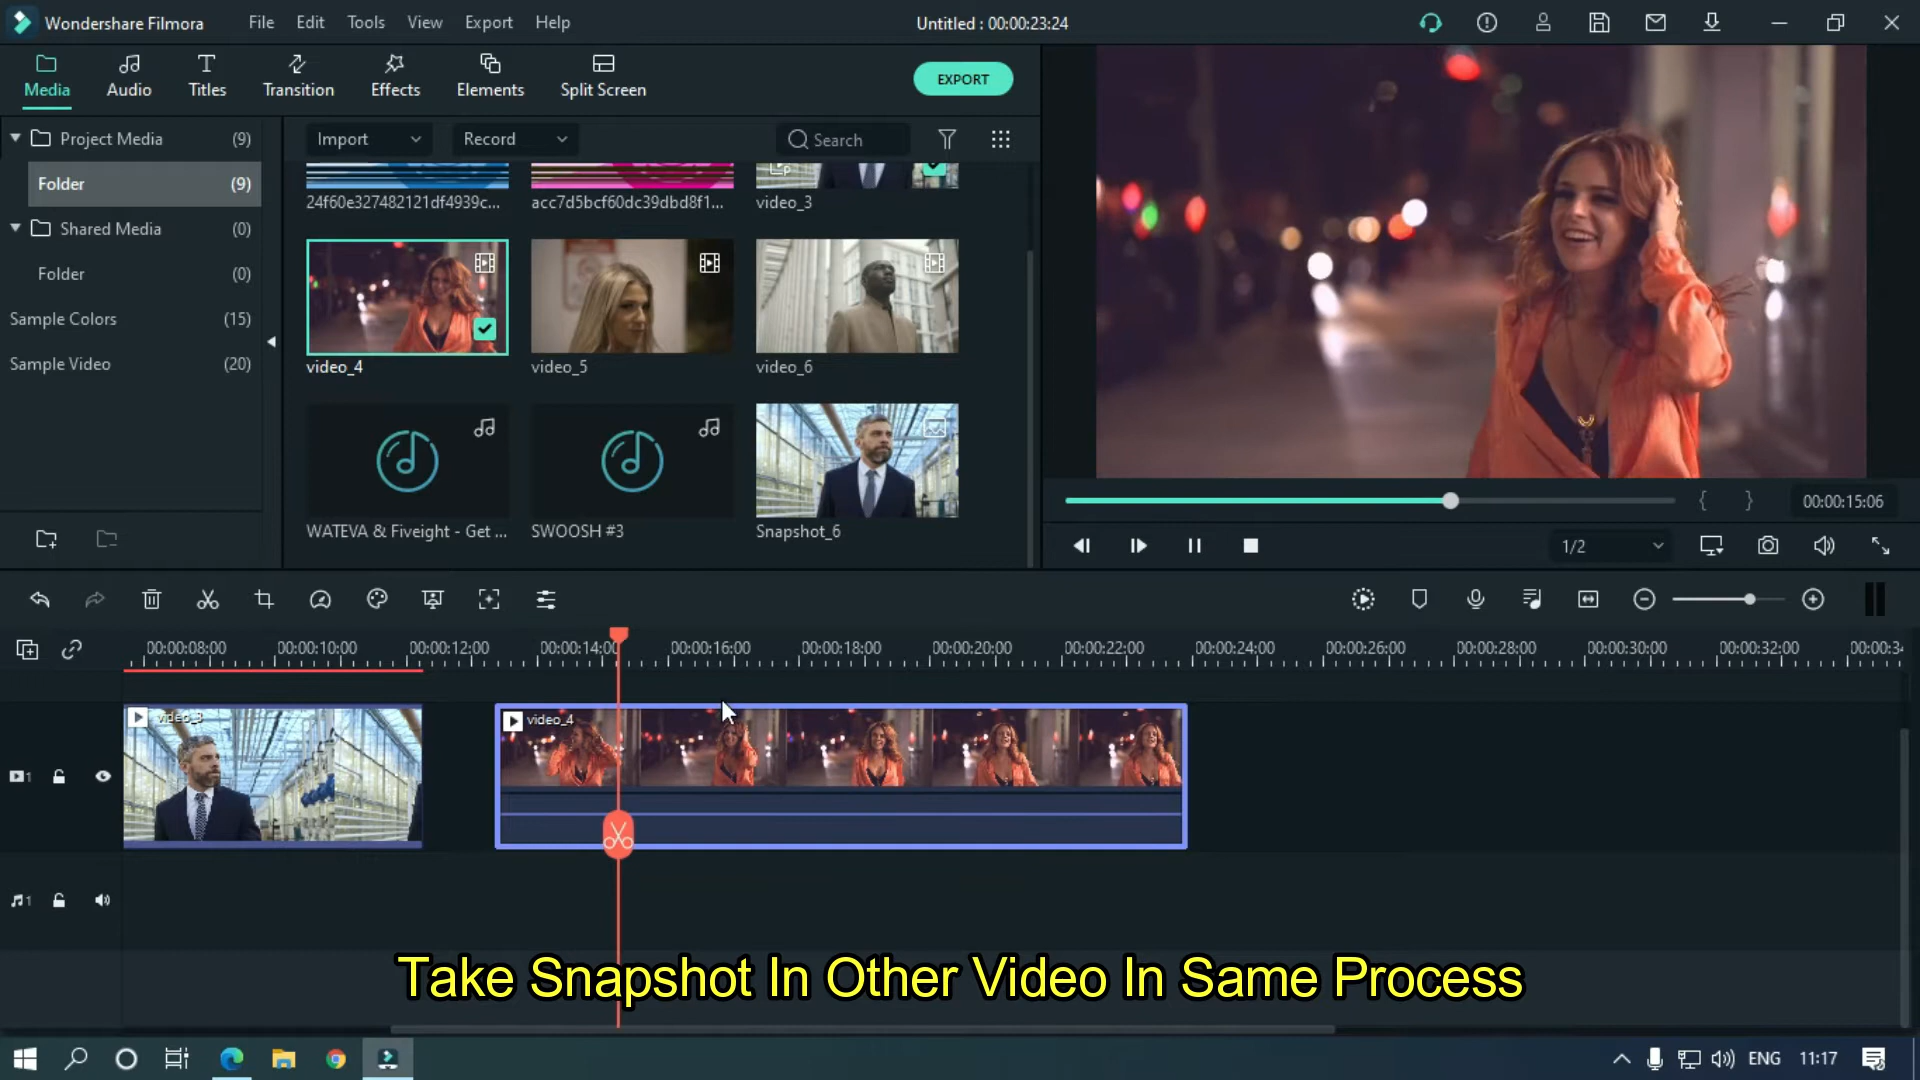 Wondershare Filmora File Edit Tools View Export Help Untitled : 00:00:23:24
Media Audio Titles Transition Effects Elements Split Screen EXPORT
Project Media (9)
Folder (9)
Shared Media (0)
Folder (0)
Sample Colors (15)
Sample Video (20)
Import Record Search
24f60e327482121df4939c... acc7d5bcf60dc39dbd8f1... video_3
video_4 video_5 video_6
WATEVA & Fiveight - Get ... SWOOSH #3 Snapshot_6
{ } 00:00:15:06
1/2
00:00:08:00 00:00:10:00 00:00:12:00 00:00:14:00 00:00:16:00 00:00:18:00 00:00:20:00 00:00:22:00 00:00:24:00 00:00:26:00 00:00:28:00 00:00:30:00 00:00:32:00 00:00:34
video_3 video_4
1
1
Take Snapshot In Other Video In Same Process
ENG 11:17